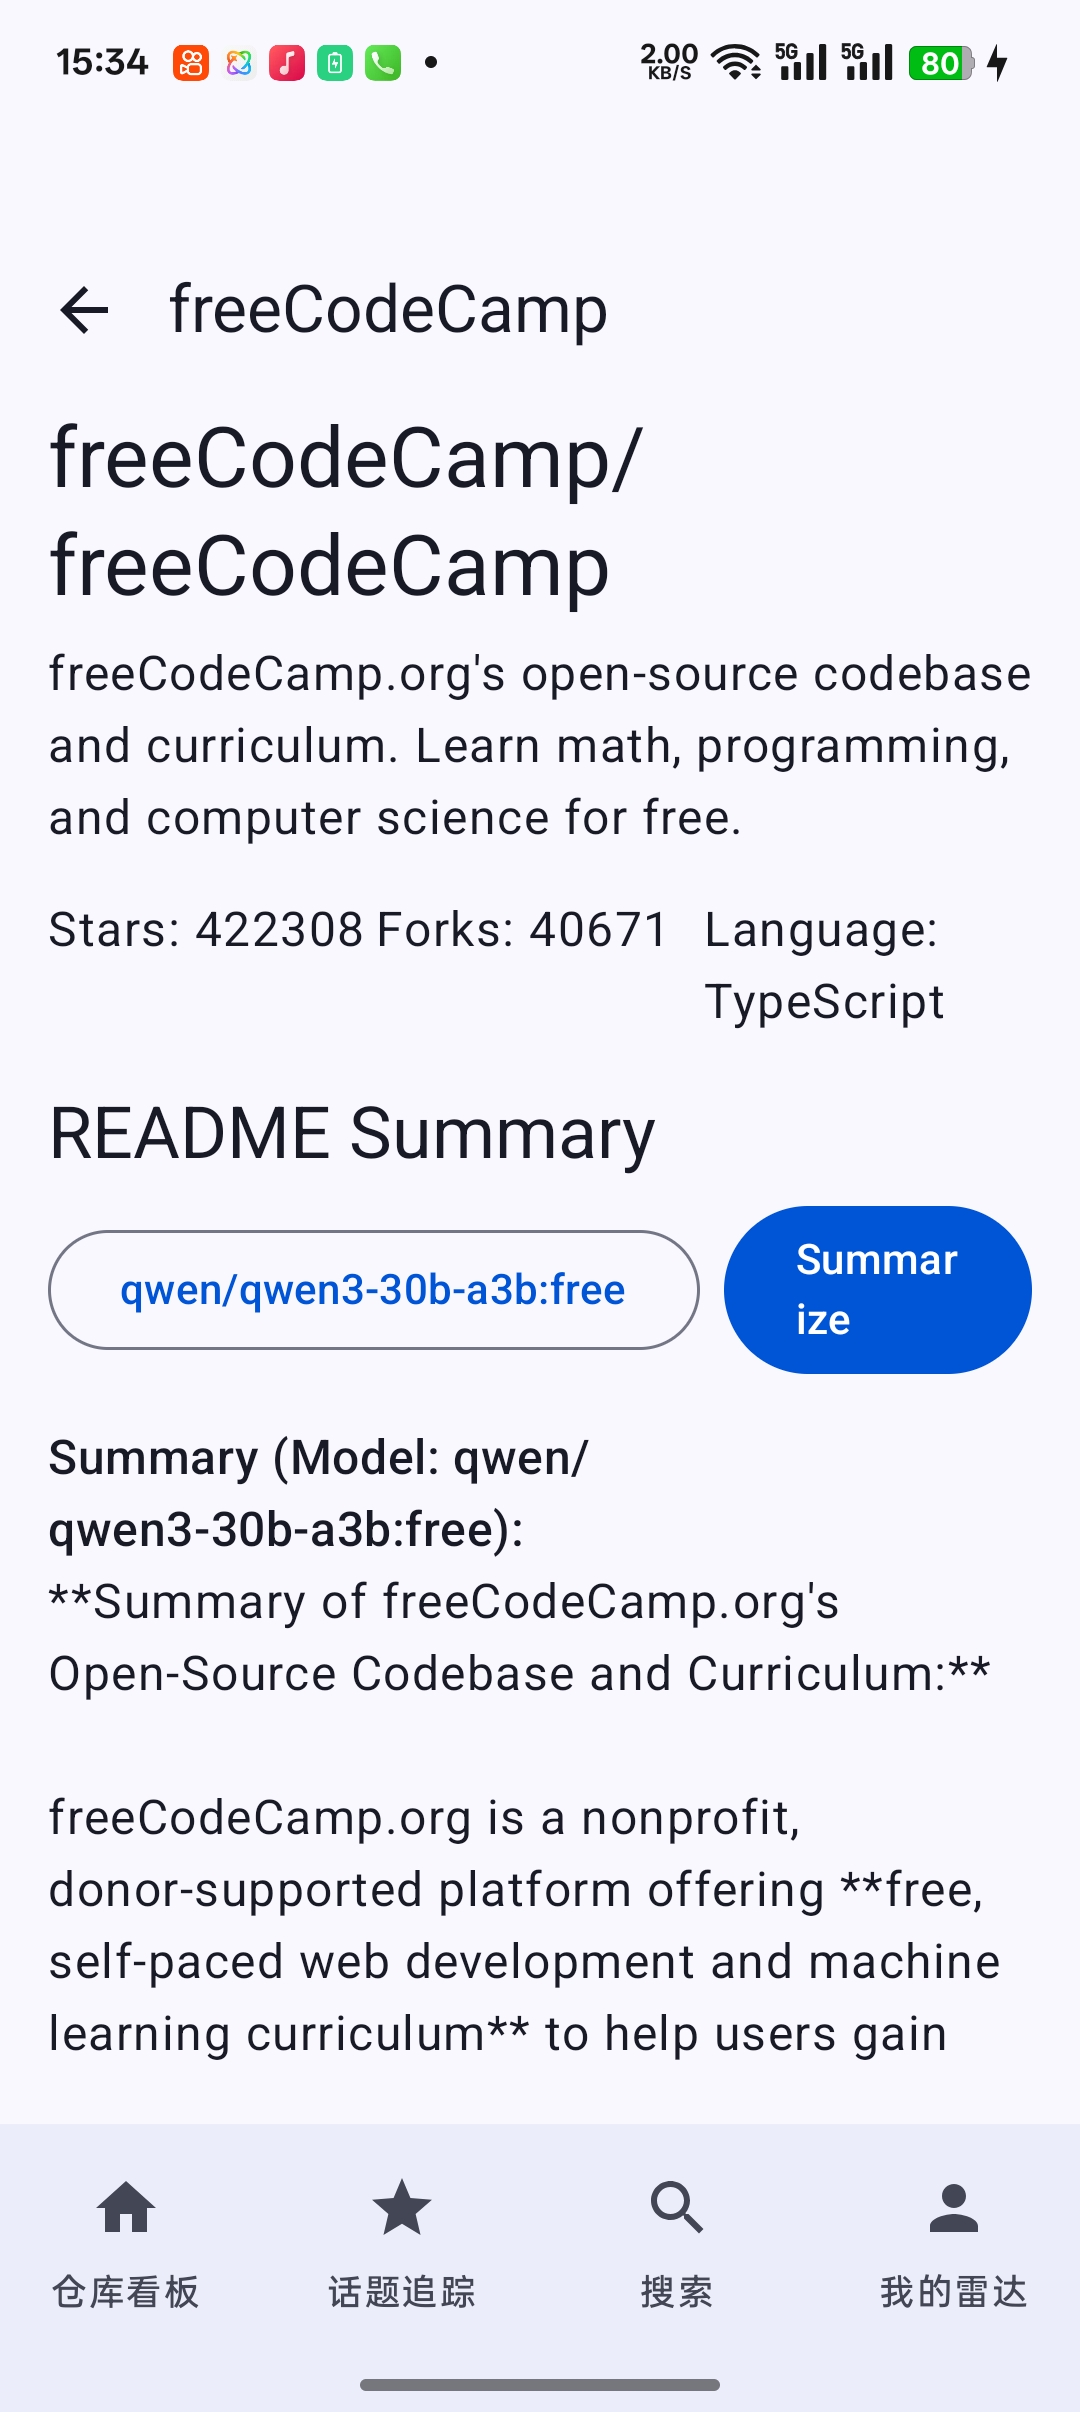 15:34
2.00
KB/S
5G
5G
80
freeCodeCamp
freeCodeCamp/
freeCodeCamp
freeCodeCamp.org's open-source codebase
and curriculum. Learn math, programming,
and computer science for free.
Stars: 422308 Forks: 40671 Language:
TypeScript
README Summary
qwen/qwen3-30b-a3b:free
Summar
ize
Summary (Model: qwen/
qwen3-30b-a3b:free):
**Summary of freeCodeCamp.org's
Open-Source Codebase and Curriculum:**
freeCodeCamp.org is a nonprofit,
donor-supported platform offering **free,
self-paced web development and machine
learning curriculum** to help users gain
仓库看板
话题追踪
搜索
我的雷达